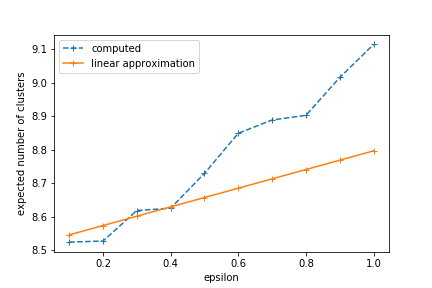 computed
linear approximation
9.1
9.0
8.9
8.8
8.7
8.6
8.5
expected number of clusters
0.2 0.4 0.6 0.8 1.0
epsilon